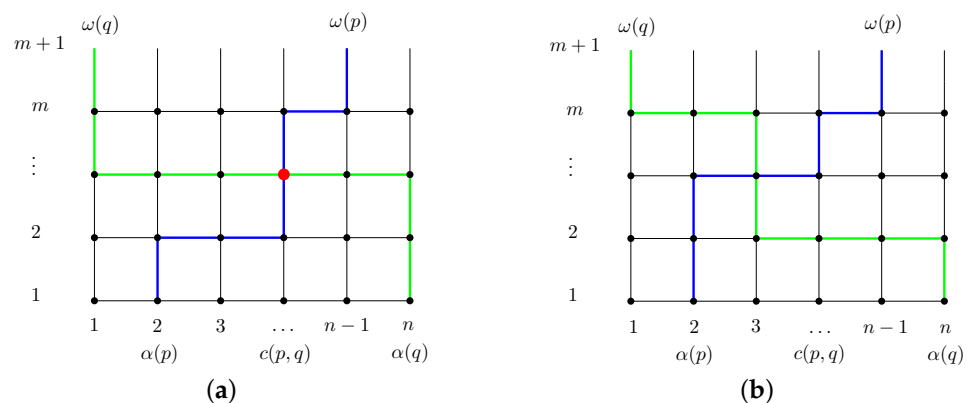 ω(q) ω(p)
m + 1
m
⋮
2
1
1 2 3 … n − 1 n
α(p) c(p, q) α(q)
(a)
ω(q) ω(p)
m + 1
m
⋮
2
1
1 2 3 … n − 1 n
α(p) c(p, q) α(q)
(b)